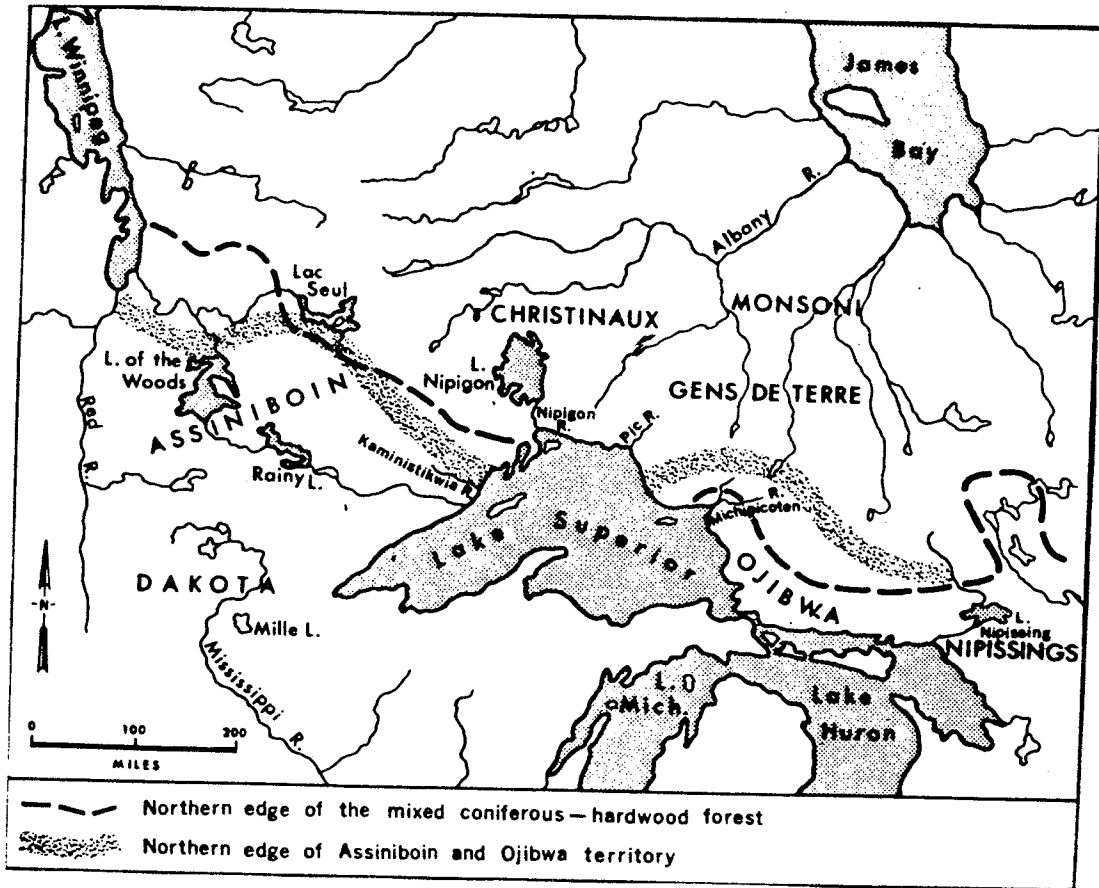 L. Winnipeg
James
Bay
Albany R.
Lac
Seul
CHRISTINAUX
MONSONI
L. of the
Woods
L.
Nipigon
GENS DE TERRE
ASSINIBOIN
Nipigon
R.
Pic R.
Red R.
Rainy L.
Kaministikwia R.
Michipicoten R.
Lake Superior
OJIBWA
DAKOTA
-N-
Mille L.
L.
Nipissing
NIPISSINGS
Mississippi R.
L.
Mich.
Lake
Huron
0 100 200
MILES
Northern edge of the mixed coniferous—hardwood forest
Northern edge of Assiniboin and Ojibwa territory